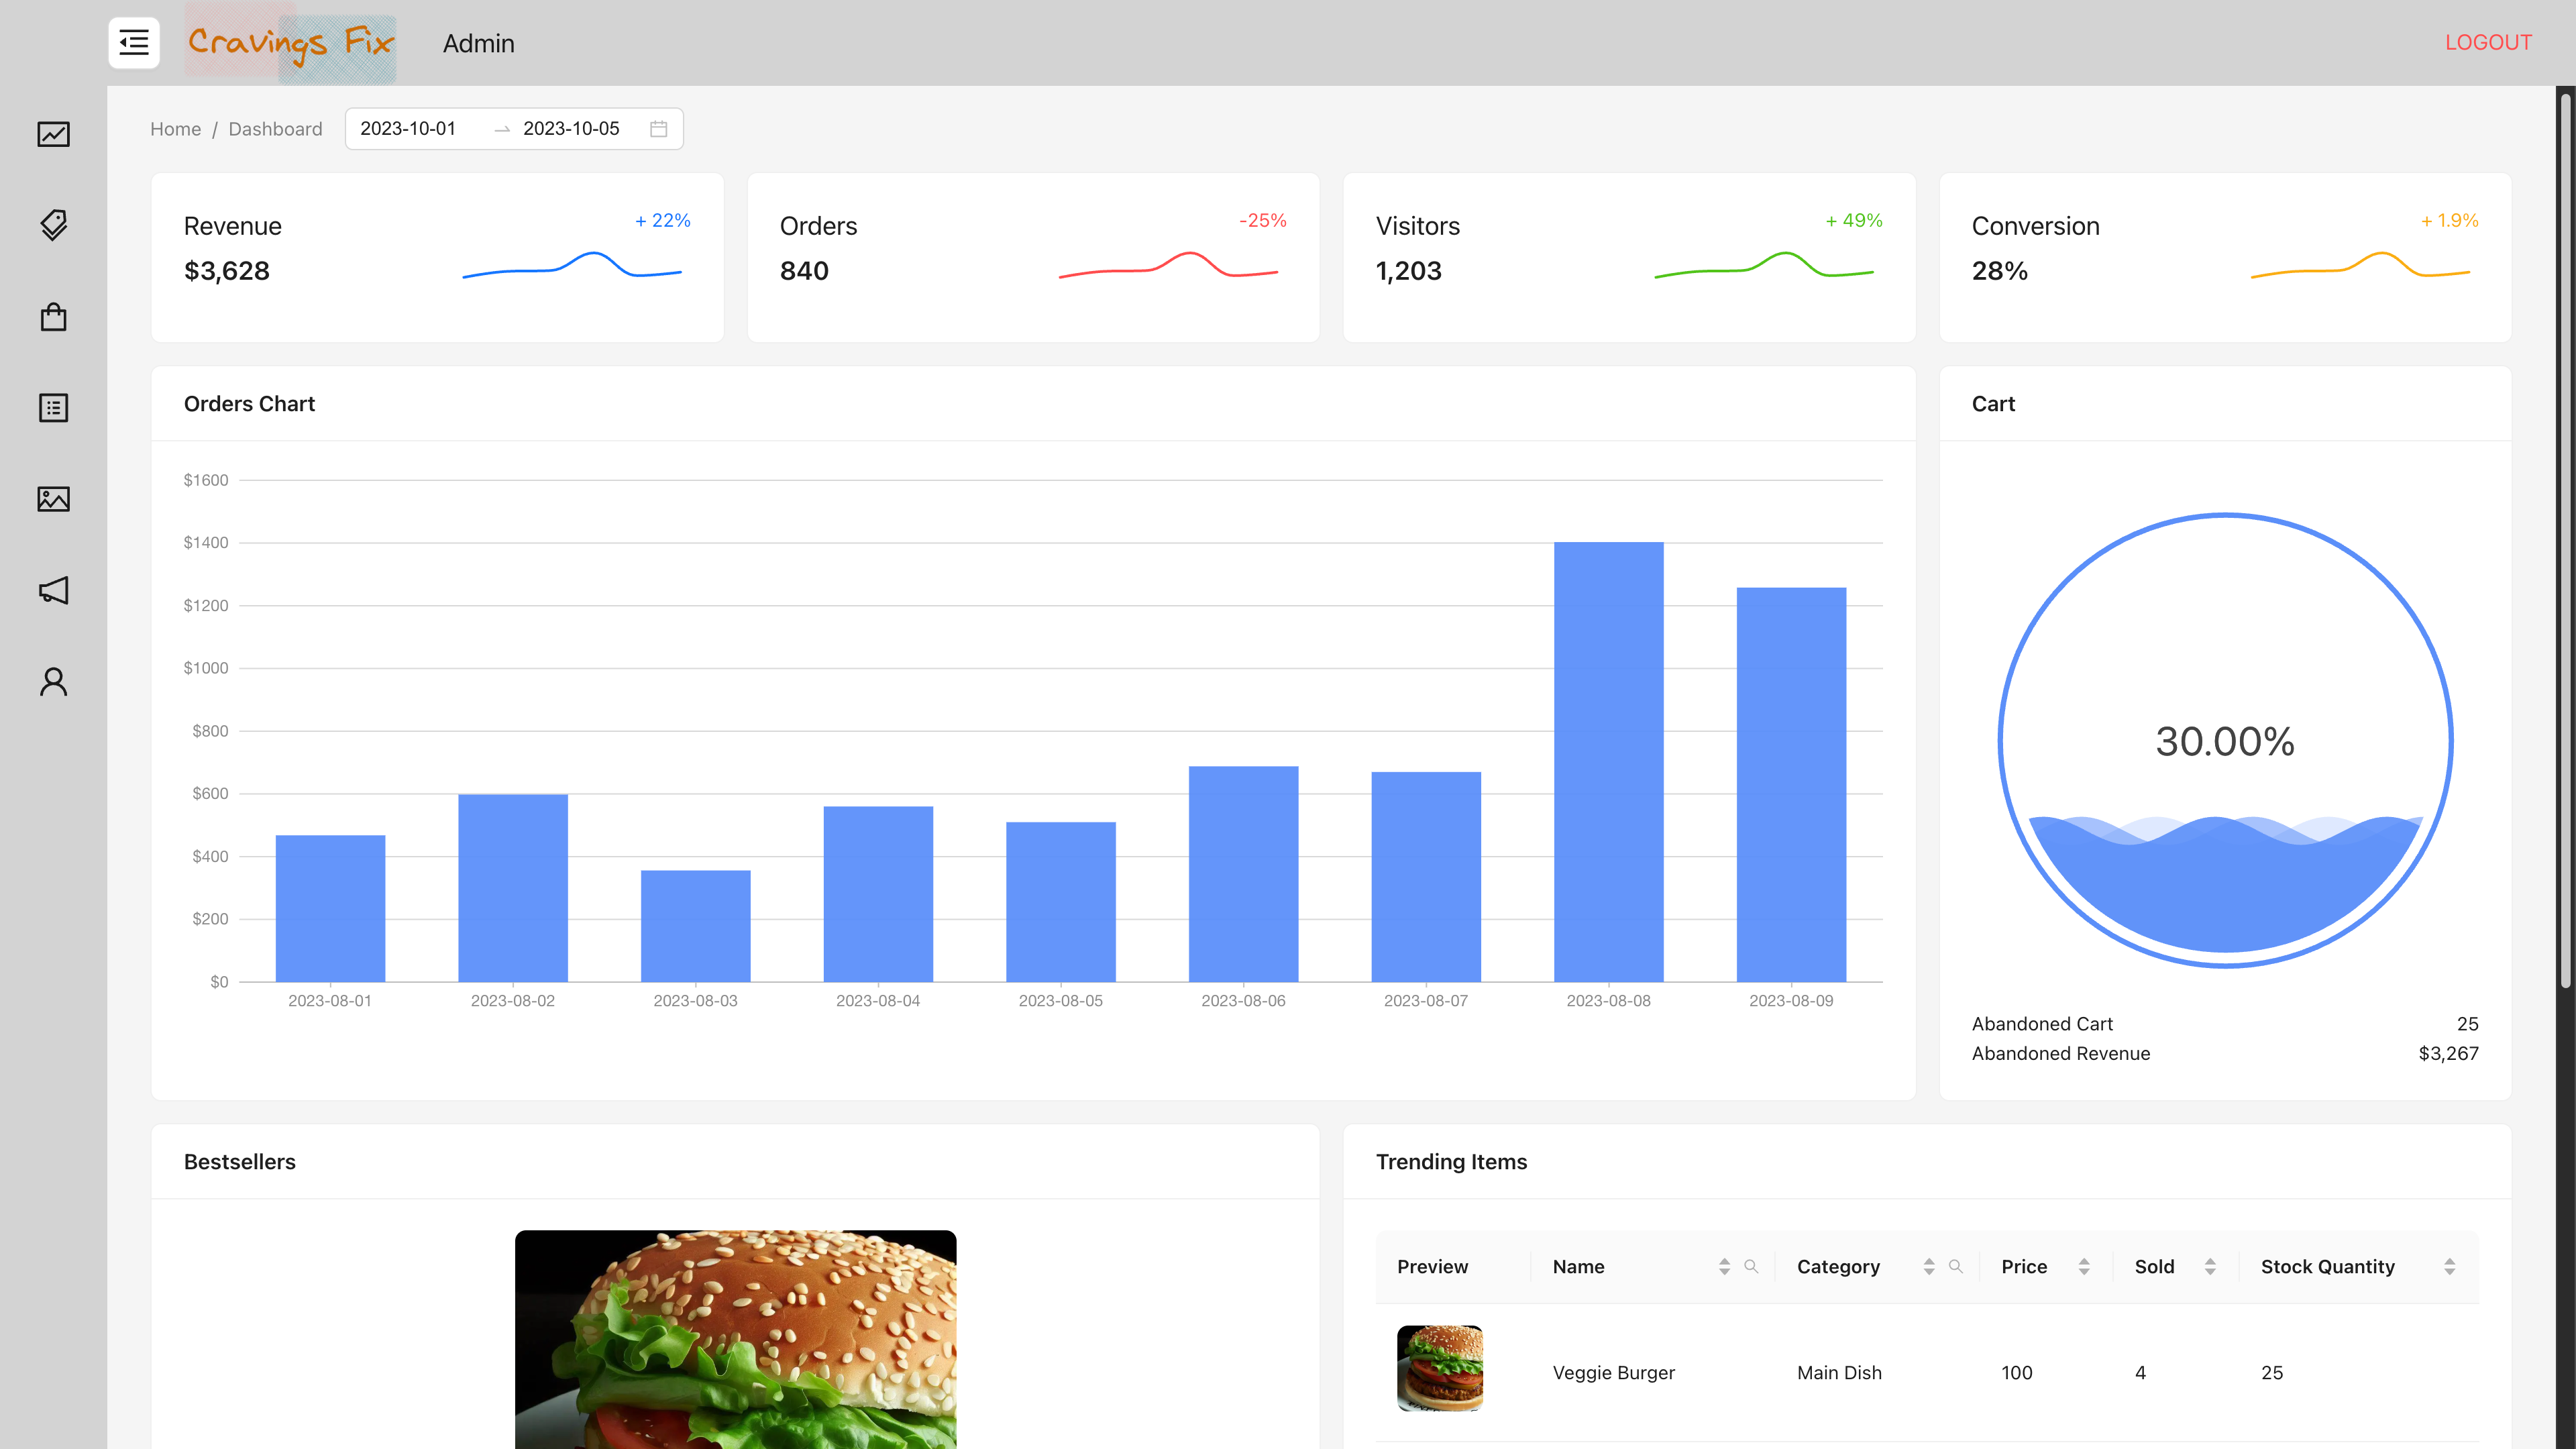 Cravings Fix
Admin
LOGOUT
Home / Dashboard
2023-10-01
2023-10-05
Revenue
+ 22%
$3,628
Orders
-25%
840
Visitors
+ 49%
1,203
Conversion
+ 1.9%
28%
Orders Chart
$1600
$1400
$1200
$1000
$800
$600
$400
$200
$0
2023-08-01
2023-08-02
2023-08-03
2023-08-04
2023-08-05
2023-08-06
2023-08-07
2023-08-08
2023-08-09
Cart
30.00%
Abandoned Cart 25
Abandoned Revenue $3,267
Bestsellers
Trending Items
Preview Name Category Price Sold Stock Quantity
Veggie Burger Main Dish 100 4 25